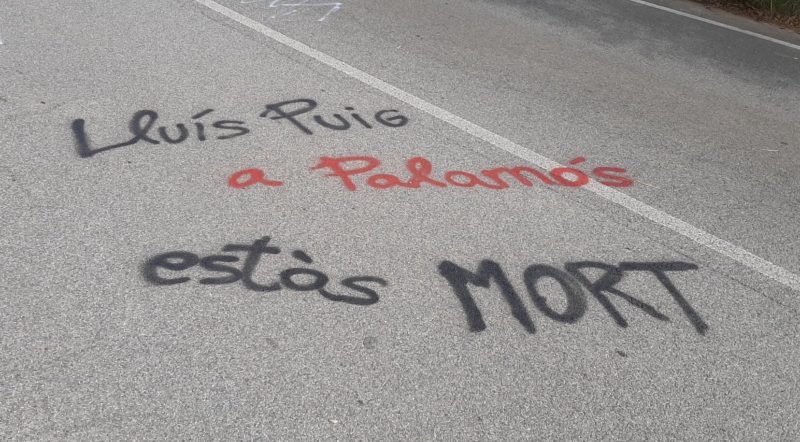 Lluís Puig
a Palamós
estàs MORT